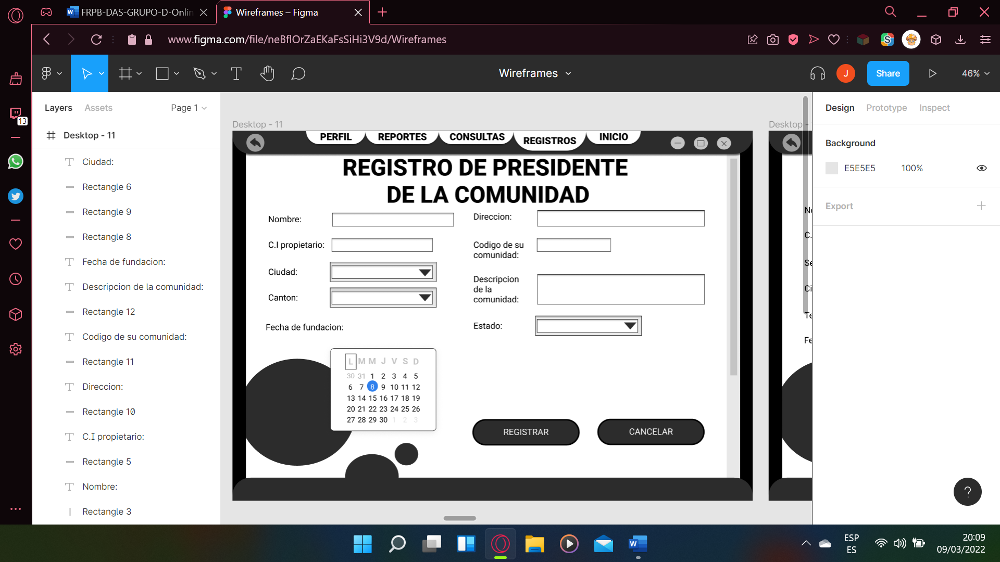 FRPB-DAS-GRUPO-D-Onlin
Wireframes – Figma
www.figma.com/file/neBflOrZaEKaFsSiHi3V9d/Wireframes
Wireframes
J
Share
46%
13
Layers
Assets
Page 1
Desktop - 11
Ciudad:
Rectangle 6
Rectangle 9
Rectangle 8
Fecha de fundacion:
Descripcion de la comunidad:
Rectangle 12
Codigo de su comunidad:
Rectangle 11
Direccion:
Rectangle 10
C.I propietario:
Rectangle 5
Nombre:
Rectangle 3
Desktop - 11
PERFIL
REPORTES
CONSULTAS
REGISTROS
INICIO
REGISTRO DE PRESIDENTE
DE LA COMUNIDAD
Nombre:
C.I propietario:
Ciudad:
Canton:
Fecha de fundacion:
L M M J V S D
30 31 1 2 3 4 5
6 7 8 9 10 11 12
13 14 15 16 17 18 19
20 21 22 23 24 25 26
27 28 29 30 1 2 3
Direccion:
Codigo de su
comunidad:
Descripcion
de la
comunidad:
Estado:
REGISTRAR
CANCELAR
Desktop -
C.
Te
Fe
Design
Prototype
Inspect
Background
E5E5E5
100%
Export
?
ESP
ES
20:09
09/03/2022